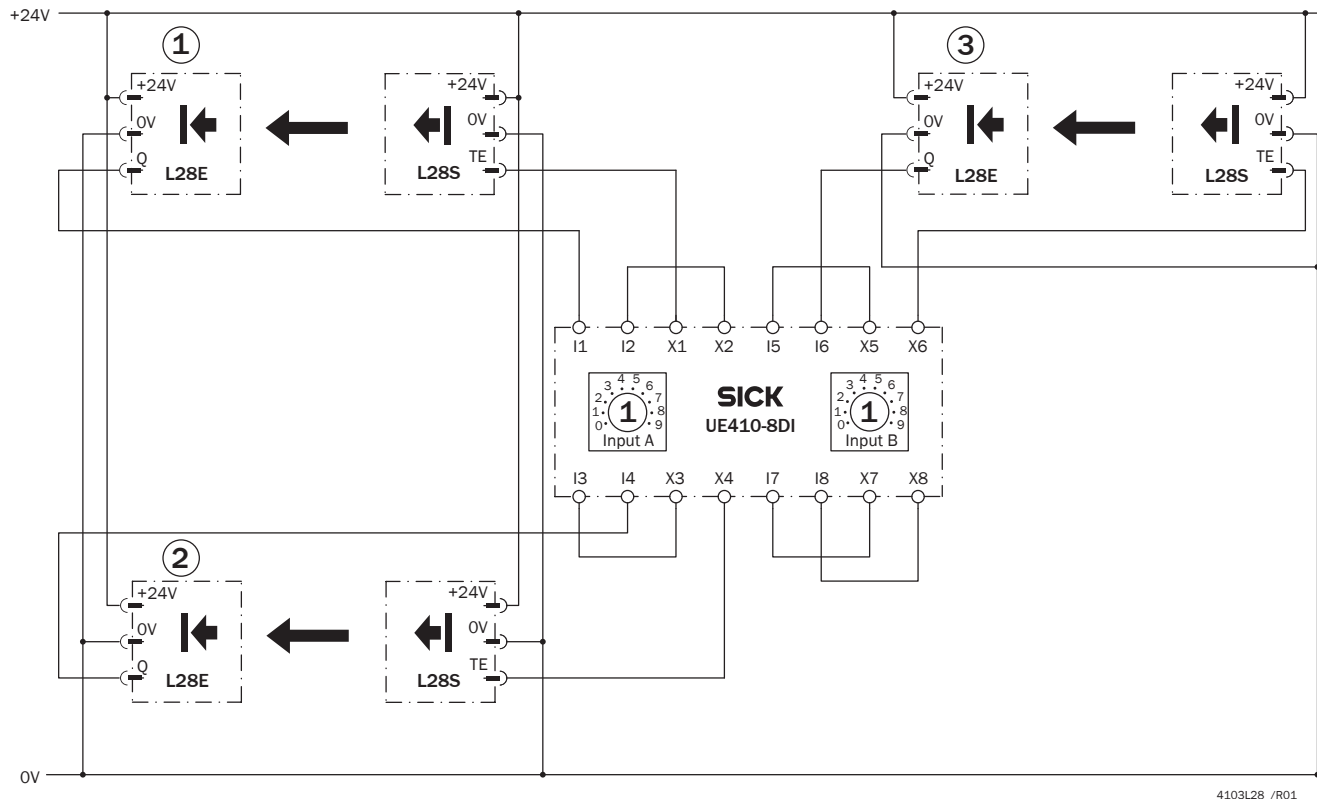 +24V
1
3
+24V
+24V
+24V
+24V
0V
0V
0V
0V
Q
TE
Q
TE
L28E
L28S
L28E
L28S
I1 I2 X1 X2 I5 I6 X5 X6
0 1 2 3 4 5 6 7 8 9
1
Input A
SICK
UE410-8DI
0 1 2 3 4 5 6 7 8 9
1
Input B
I3 I4 X3 X4 I7 I8 X7 X8
2
+24V
+24V
0V
0V
Q
TE
L28E
L28S
0V
4103L28 /R01